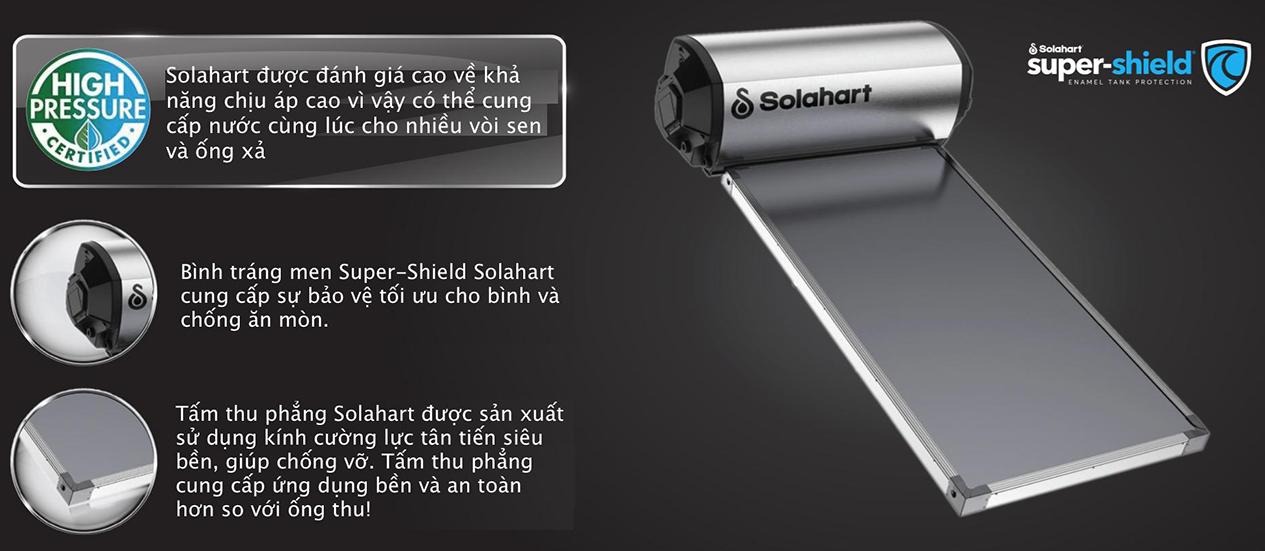 HIGH
PRESSURE
CERTIFIED
Solahart được đánh giá cao về khả
năng chịu áp cao vì vậy có thể cung
cấp nước cùng lúc cho nhiều vòi sen
và ống xả
Bình tráng men Super-Shield Solahart
cung cấp sự bảo vệ tối ưu cho bình và
chống ăn mòn.
Tấm thu phẳng Solahart được sản xuất
sử dụng kính cường lực tân tiến siêu
bền, giúp chống vỡ. Tấm thu phẳng
cung cấp ứng dụng bền và an toàn
hơn so với ống thu!
Solahart
Solahart
super-shield
ENAMEL TANK PROTECTION